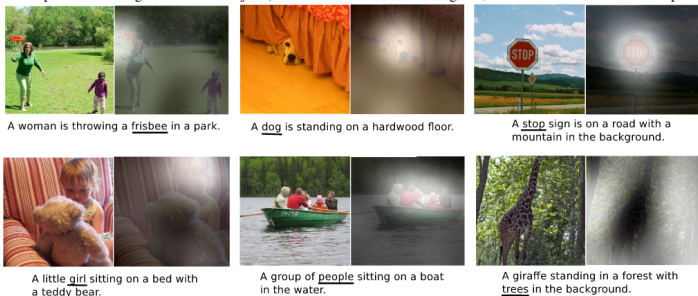 A woman is throwing a frisbee in a park.
A dog is standing on a hardwood floor.
STOP
STOP
A stop sign is on a road with a
mountain in the background.
A little girl sitting on a bed with
a teddy bear.
A group of people sitting on a boat
in the water.
A giraffe standing in a forest with
trees in the background.